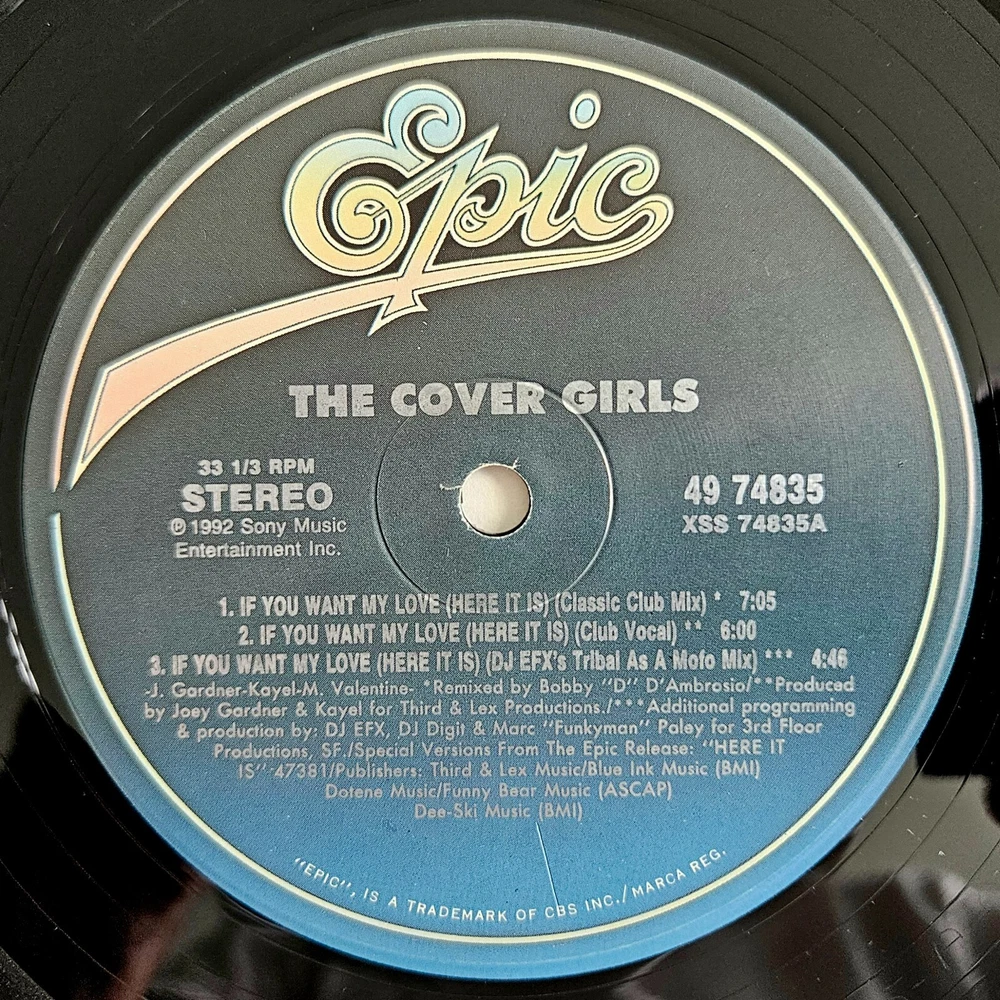 Epic
THE COVER GIRLS
33 1/3 RPM
STEREO
℗ 1992 Sony Music
Entertainment Inc.
49 74835
XSS 74835A
1. IF YOU WANT MY LOVE (HERE IT IS) (Classic Club Mix) * 7:05
2. IF YOU WANT MY LOVE (HERE IT IS) (Club Vocal) ** 6:00
3. IF YOU WANT MY LOVE (HERE IT IS) (DJ EFX's Tribal As A Mofo Mix) *** 4:46
-J. Gardner-Kayel-M. Valentine- *Remixed by Bobby "D" D'Ambrosio/**Produced
by Joey Gardner & Kayel for Third & Lex Productions./***Additional programming
& production by: DJ EFX, DJ Digit & Marc "Funkyman" Paley for 3rd Floor
Productions, SF./Special Versions From The Epic Release: "HERE IT
IS" 47381/Publishers: Third & Lex Music/Blue Ink Music (BMI)
Dotene Music/Funny Bear Music (ASCAP)
Dee-Ski Music (BMI)
"EPIC", IS A TRADEMARK OF CBS INC./MARCA REG.